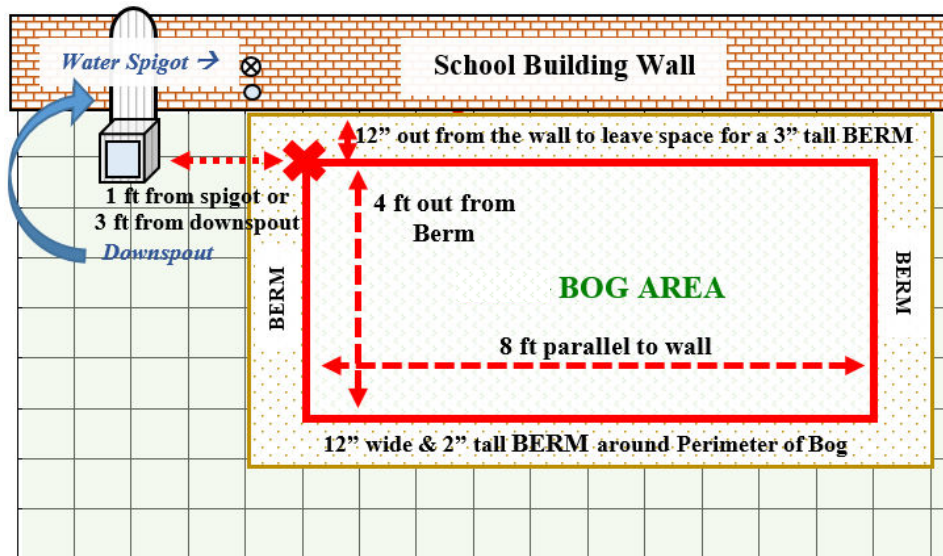 Water Spigot →
School Building Wall
12” out from the wall to leave space for a 3” tall BERM
1 ft from spigot or
3 ft from downspout
Downspout
4 ft out from
Berm
BERM
BOG AREA
BERM
8 ft parallel to wall
12” wide & 2” tall BERM around Perimeter of Bog